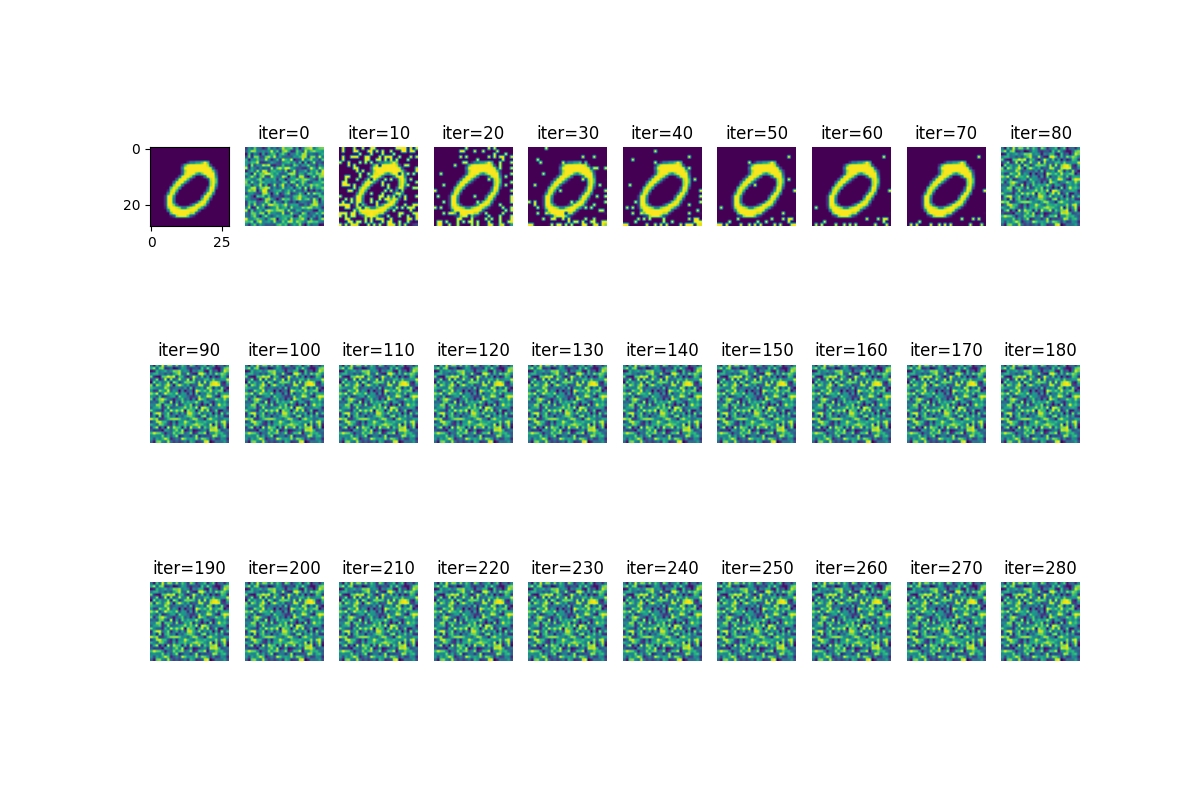 iter=0 iter=10 iter=20 iter=30 iter=40 iter=50 iter=60 iter=70 iter=80
0
20
0 25
iter=90 iter=100 iter=110 iter=120 iter=130 iter=140 iter=150 iter=160 iter=170 iter=180
iter=190 iter=200 iter=210 iter=220 iter=230 iter=240 iter=250 iter=260 iter=270 iter=280